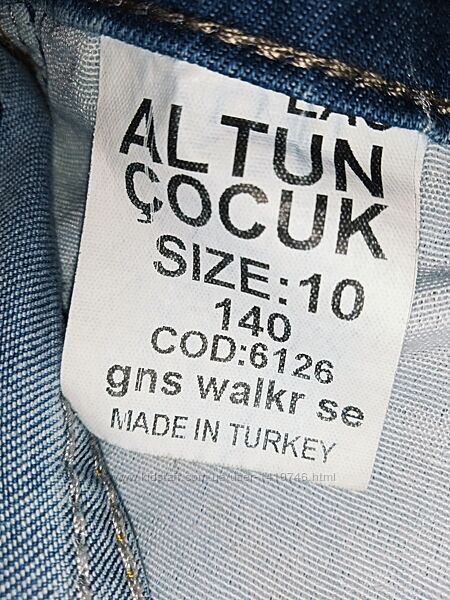 ALTUN
ÇOCUK
SIZE:10
140
COD:6126
gns walkr se
MADE IN TURKEY